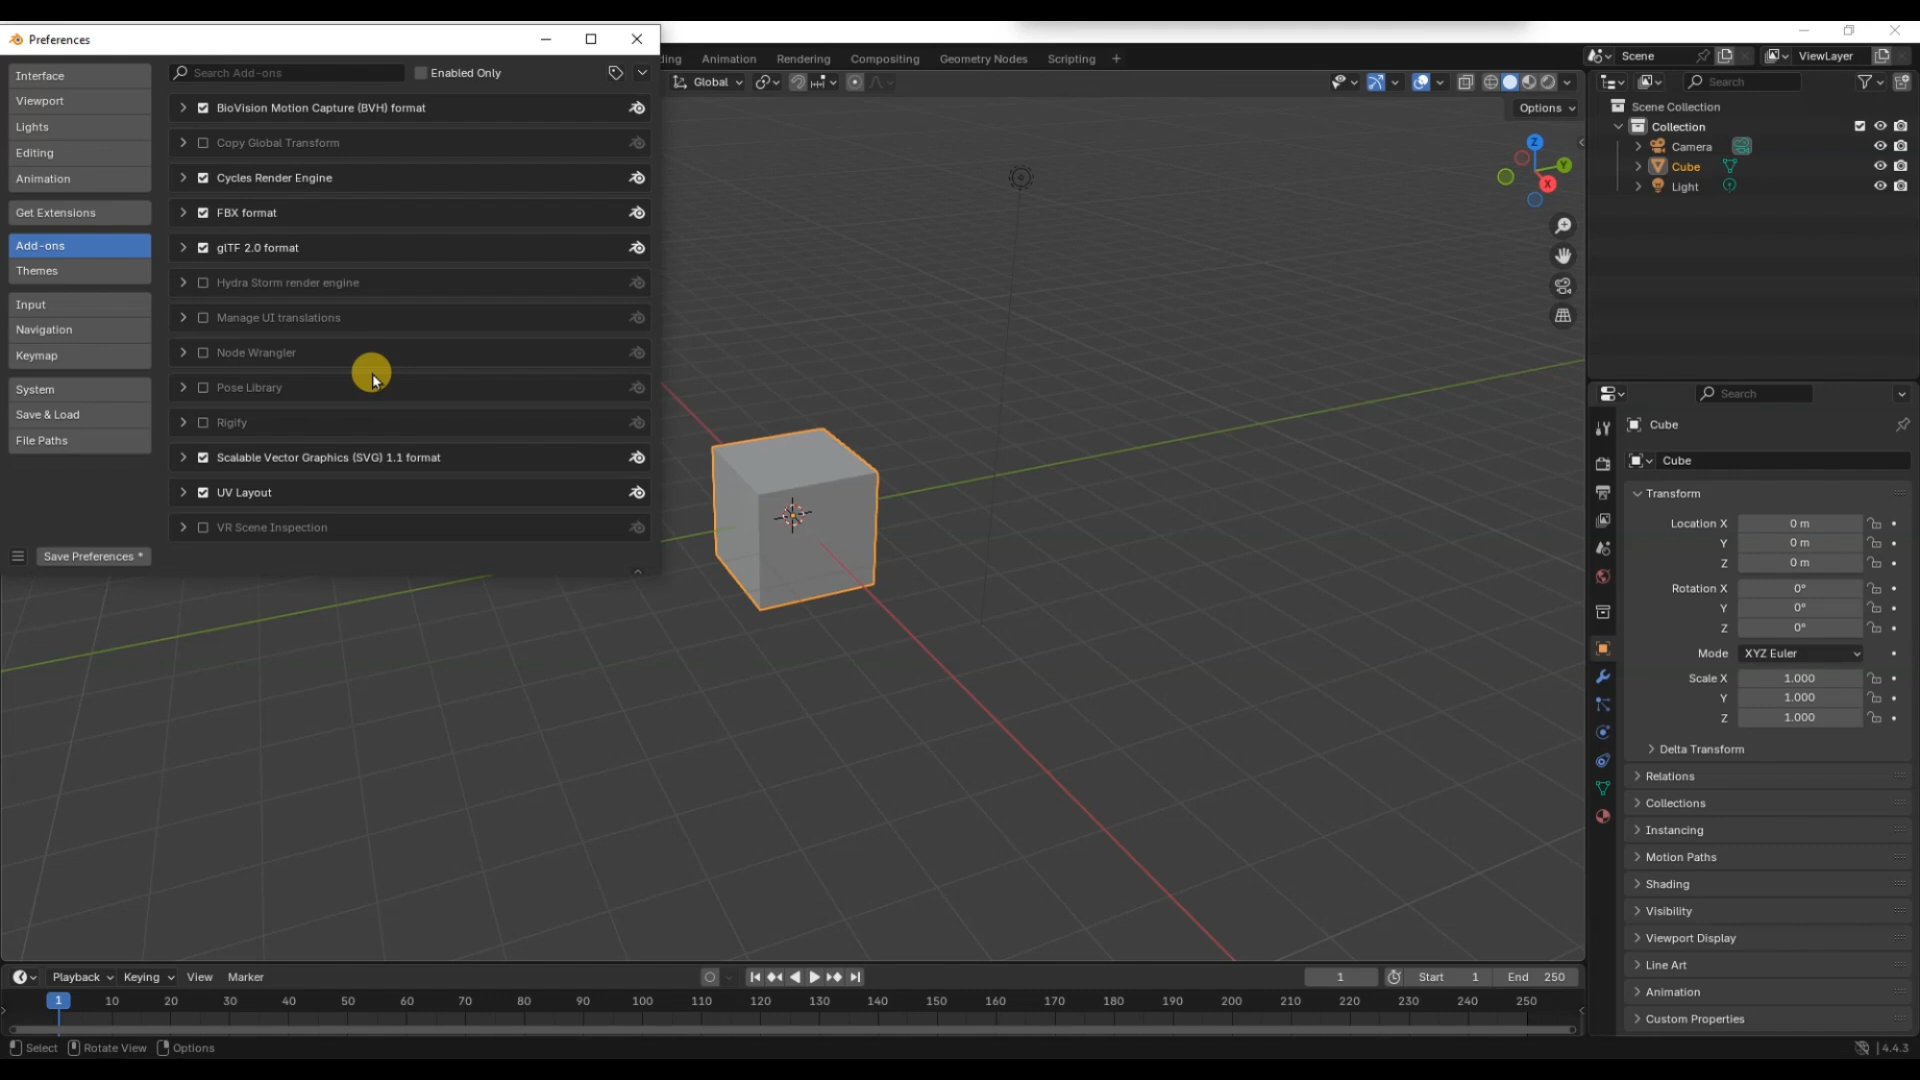 Preferences
Interface
Viewport
Lights
Editing
Animation
Get Extensions
Add-ons
Themes
Input
Navigation
Keymap
System
Save & Load
File Paths
Save Preferences *
Search Add-ons
Enabled Only
BioVision Motion Capture (BVH) format
Copy Global Transform
Cycles Render Engine
FBX format
glTF 2.0 format
Hydra Storm render engine
Manage UI translations
Node Wrangler
Pose Library
Rigify
Scalable Vector Graphics (SVG) 1.1 format
UV Layout
VR Scene Inspection
ding Animation Rendering Compositing Geometry Nodes Scripting +
Scene
ViewLayer
Global
Options
Z
Y
X
Search
Scene Collection
Collection
Camera
Cube
Light
Search
Cube
Cube
Transform
Location X 0 m
Y 0 m
Z 0 m
Rotation X 0°
Y 0°
Z 0°
Mode XYZ Euler
Scale X 1.000
Y 1.000
Z 1.000
Delta Transform
Relations
Collections
Instancing
Motion Paths
Shading
Visibility
Viewport Display
Line Art
Animation
Custom Properties
Playback Keying View Marker
1 Start 1 End 250
1 10 20 30 40 50 60 70 80 90 100 110 120 130 140 150 160 170 180 190 200 210 220 230 240 250
Select Rotate View Options
4.4.3